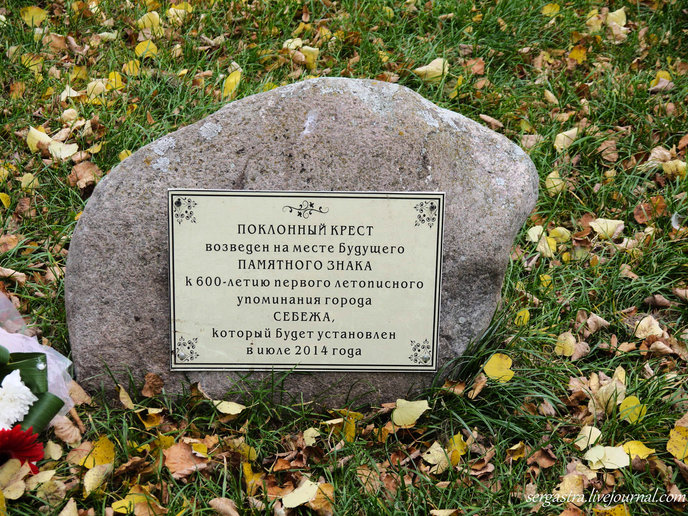 ПОКЛОННЫЙ КРЕСТ
возведен на месте будущего
ПАМЯТНОГО ЗНАКА
к 600-летию первого летописного
упоминания города
СЕБЕЖА,
который будет установлен
в июле 2014 года
sergastra.livejournal.com